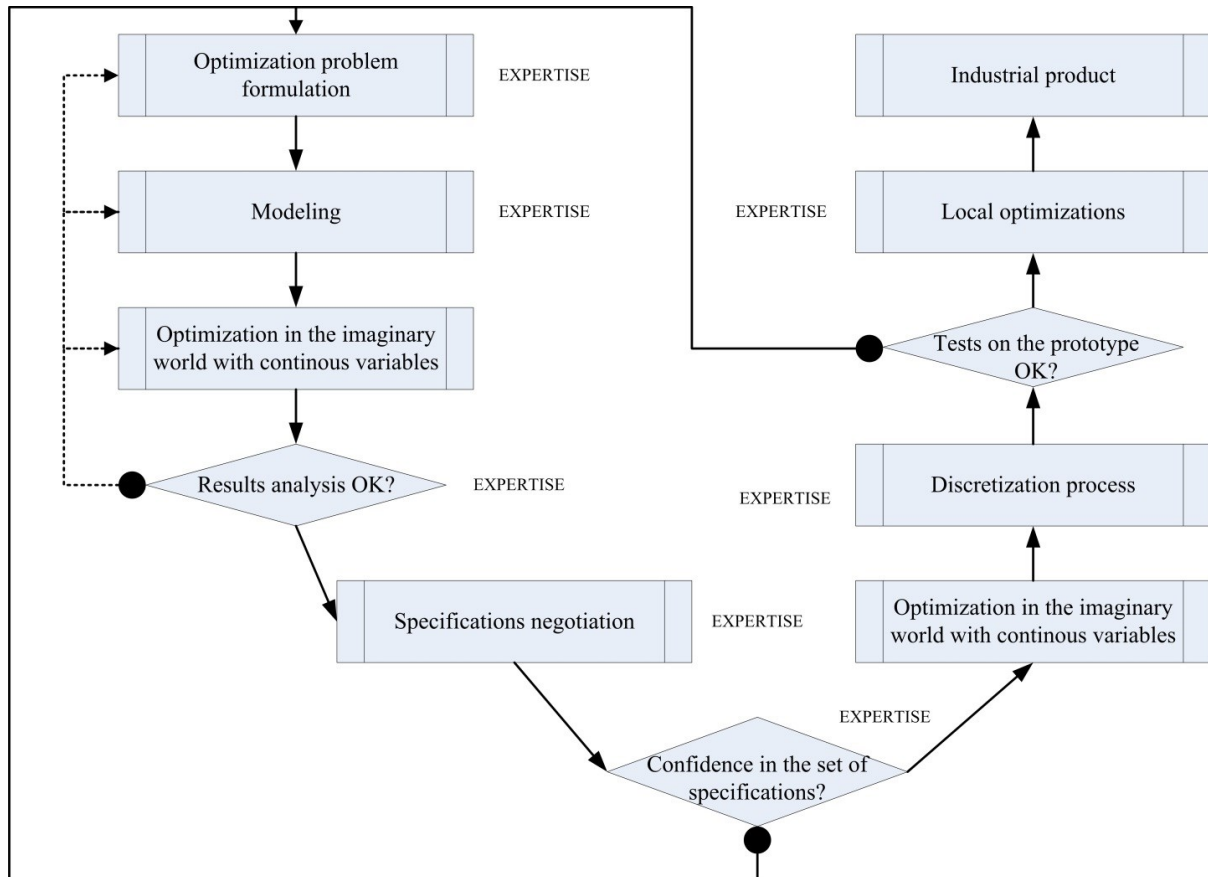 Optimization problem
formulation
EXPERTISE
Modeling
EXPERTISE
Optimization in the imaginary
world with continous variables
Results analysis OK?
EXPERTISE
Specifications negotiation
EXPERTISE
Confidence in the set of
specifications?
EXPERTISE
Optimization in the imaginary
world with continous variables
Discretization process
EXPERTISE
Tests on the prototype
OK?
Local optimizations
EXPERTISE
Industrial product